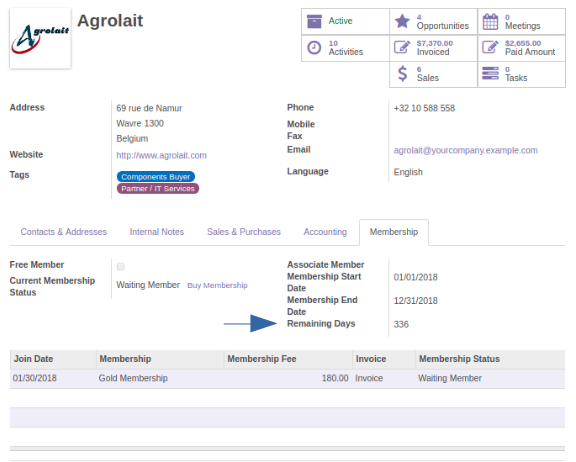 Agrolait
Agrolait
Active
4
Opportunities
0
Meetings
10
Activities
$7,370.00
Invoiced
$2,655.00
Paid Amount
$
6
Sales
0
Tasks
Address
69 rue de Namur
Wavre 1300
Belgium
Website
http://www.agrolait.com
Tags
Components Buyer
Partner / IT Services
Phone
+32 10 588 558
Mobile
Fax
Email
agrolait@yourcompany.example.com
Language
English
Contacts & Addresses Internal Notes Sales & Purchases Accounting Membership
Free Member
Current Membership
Status
Waiting Member Buy Membership
Associate Member
Membership Start
Date
01/01/2018
Membership End
Date
12/31/2018
Remaining Days
336
Join Date Membership Membership Fee Invoice Membership Status
01/30/2018 Gold Membership 180.00 Invoice Waiting Member